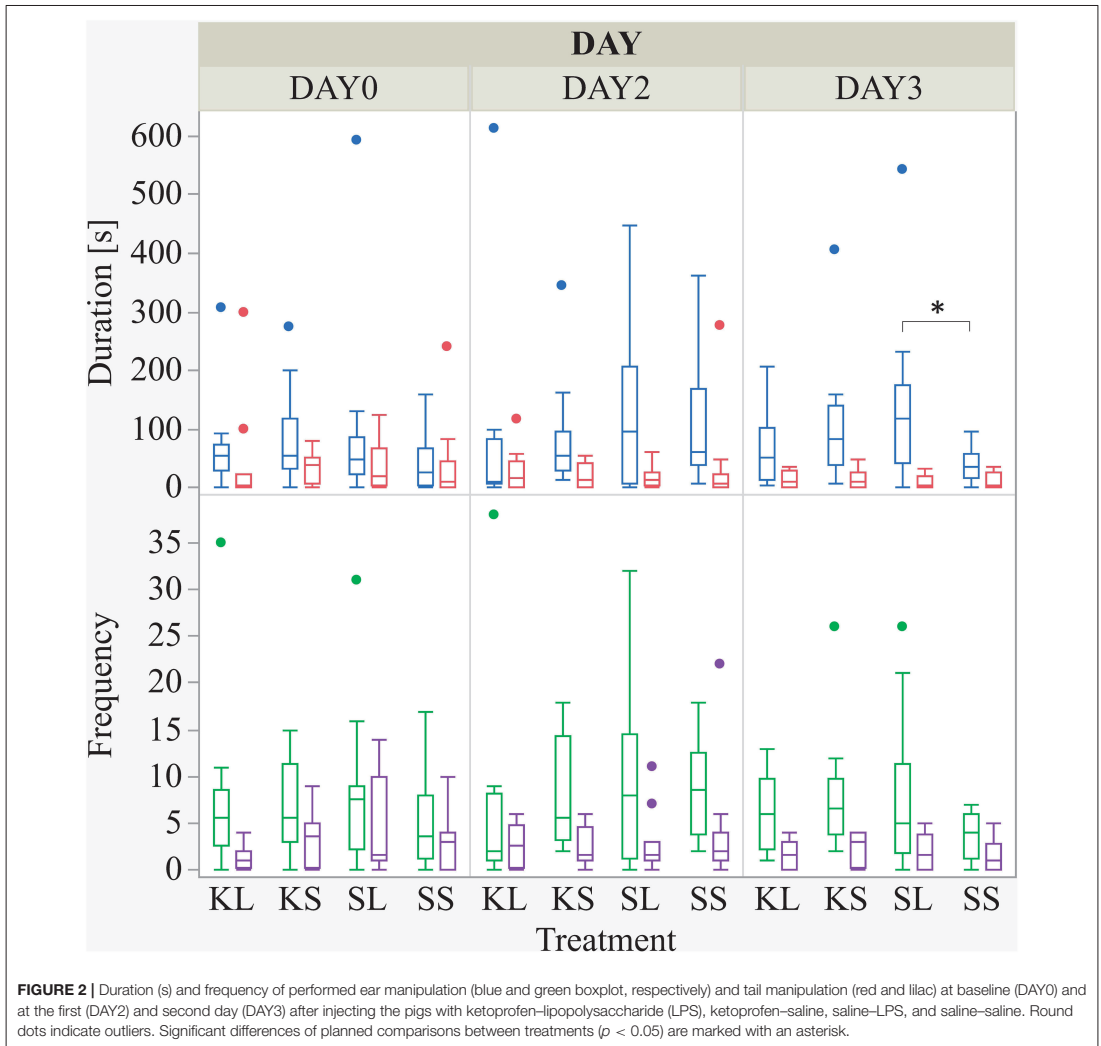 DAY
DAY0 DAY2 DAY3
Duration [s]
600
500
400
300
200
100
0
*
Frequency
35
30
25
20
15
10
5
0
KL KS SL SS KL KS SL SS KL KS SL SS
Treatment
FIGURE 2 | Duration (s) and frequency of performed ear manipulation (blue and green boxplot, respectively) and tail manipulation (red and lilac) at baseline (DAY0) and
at the first (DAY2) and second day (DAY3) after injecting the pigs with ketoprofen–lipopolysaccharide (LPS), ketoprofen–saline, saline–LPS, and saline–saline. Round
dots indicate outliers. Significant differences of planned comparisons between treatments (p < 0.05) are marked with an asterisk.